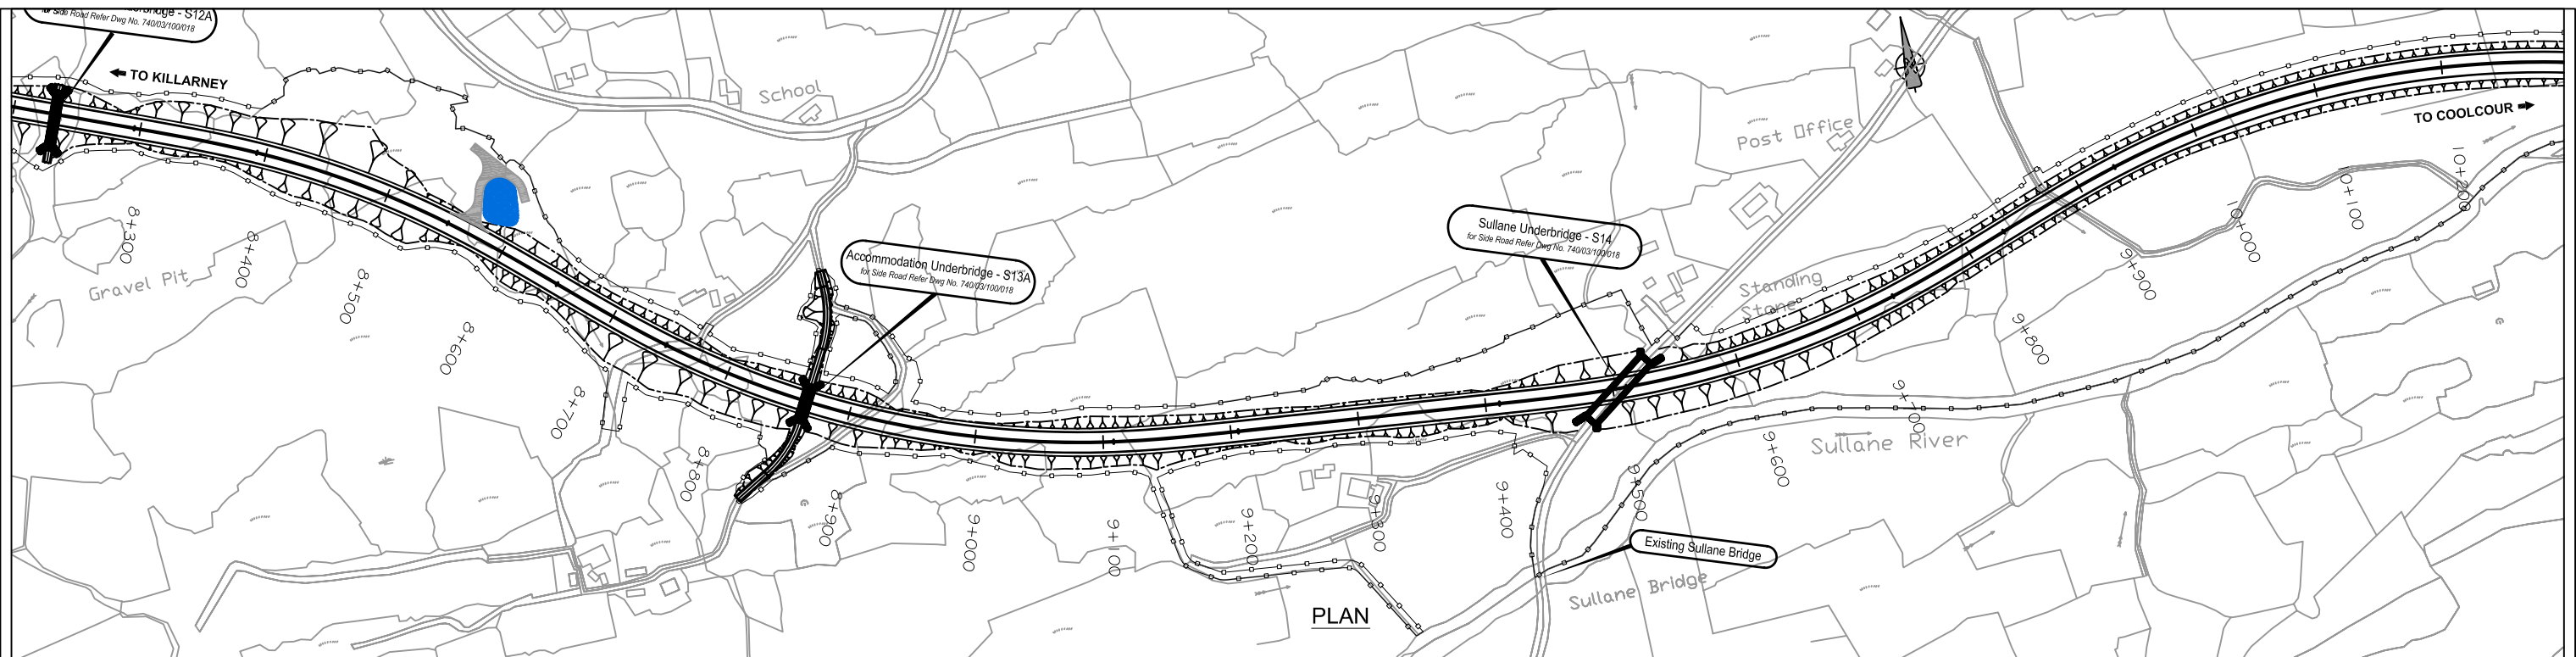 for Side Road Refer Dwg No. 740/03/100/018
TO KILLARNEY
School
Post Office
TO COOLCOUR
Gravel Pit
Accommodation Underbridge - S13A
for Side Road Refer Dwg No. 740/03/100/018
Sullane Underbridge - S14
for Side Road Refer Dwg No. 740/03/100/018
Standing
Stone
8+300
8+400
8+500
8+600
8+700
8+800
8+900
9+000
9+100
9+200
9+300
9+400
9+500
9+600
9+700
9+800
9+900
10+000
10+100
10+200
Sullane River
Existing Sullane Bridge
Sullane Bridge
PLAN